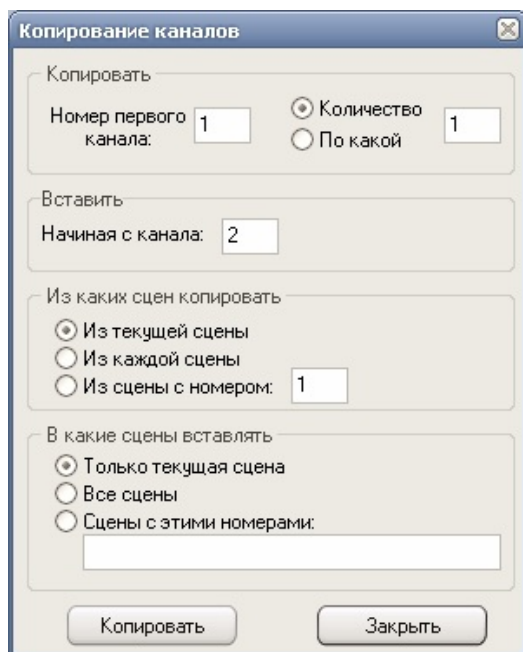 Копирование каналов
Копировать
Номер первого канала: 1
Количество
По какой
1
Вставить
Начиная с канала: 2
Из каких сцен копировать
Из текущей сцены
Из каждой сцены
Из сцены с номером: 1
В какие сцены вставлять
Только текущая сцена
Все сцены
Сцены с этими номерами:
Копировать Закрыть